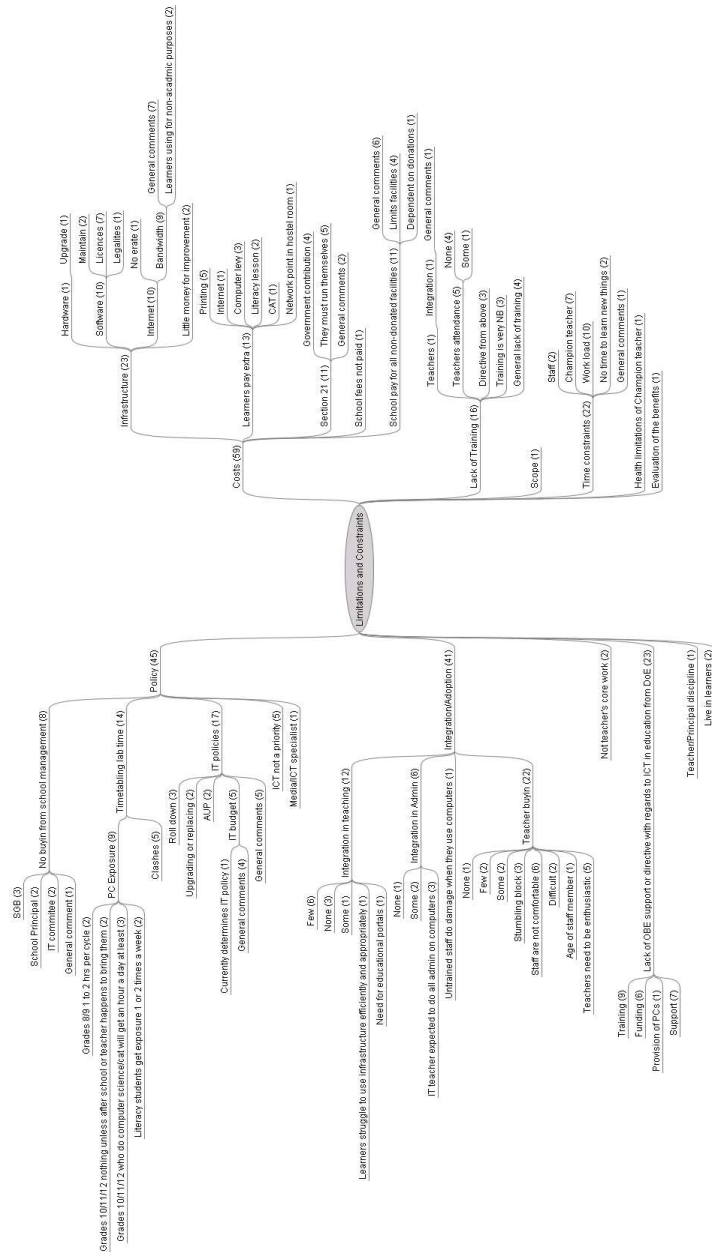 Limitations and Constraints
Policy (45)
No buyin from school management (8)
SGB (3)
School Principal (2)
IT commitee (2)
General comment (1)
Timetabling lab time (14)
PC Exposure (9)
Grades 8/9 1 to 2 hrs per cycle (2)
Grades 10/11/12 nothing unless after school or teacher happens to bring them (2)
Grades 10/11/12 who do computer science/cat will get an hour a day at least (3)
Literacy students get exposure 1 or 2 times a week (2)
Clashes (5)
IT policies (17)
Roll down (3)
Upgrading or replacing (2)
AUP (2)
IT budget (5)
Currently determines IT policy (1)
General comments (4)
General comments (5)
ICT not a priority (5)
Media/ICT specialist (1)
Integration/Adoption (41)
Integration in teaching (12)
Few (6)
None (3)
Some (1)
Learners struggle to use infrastructure efficiently and appropriately (1)
Need for educational portals (1)
Integration in Admin (6)
None (1)
Some (2)
IT teacher expected to do all admin on computers (3)
Untrained staff do damage when they use computers (1)
Teacher buyin (22)
None (1)
Few (2)
Some (2)
Stumbling block (3)
Staff are not comfortable (6)
Difficult (2)
Age of staff member (1)
Teachers need to be enthusiastic (5)
Not teacher's core work (2)
Lack of OBE support or directive with regards to ICT in education from DoE (23)
Training (9)
Funding (6)
Provision of PCs (1)
Support (7)
Teacher/Principal discipline (1)
Live in learners (2)
Costs (59)
Infrastructure (23)
Hardware (1)
Upgrade (1)
Software (10)
Maintain (2)
Licences (7)
Legalites (1)
Internet (10)
No erate (1)
Bandwidth (9)
General comments (7)
Learners using for non-acadmic purposes (2)
Little money for improvement (2)
Learners pay extra (13)
Printing (5)
Internet (1)
Computer levy (3)
Literacy lesson (2)
CAT (1)
Network point in hostel room (1)
Section 21 (11)
Government contribution (4)
They must run themselves (5)
General comments (2)
School fees not paid (1)
School pay for all non-donated facilities (11)
General comments (6)
Limits facilities (4)
Dependent on donations (1)
Lack of Training (16)
Teachers (1)
Integration (1)
General comments (1)
Teachers attendance (5)
None (4)
Some (1)
Directive from above (3)
Training is very NB (3)
General lack of training (4)
Scope (1)
Time constraints (22)
Staff (2)
Champion teacher (7)
Work load (10)
No time to learn new things (2)
General comments (1)
Health limitations of Champion teacher (1)
Evaluation of the benefits (1)